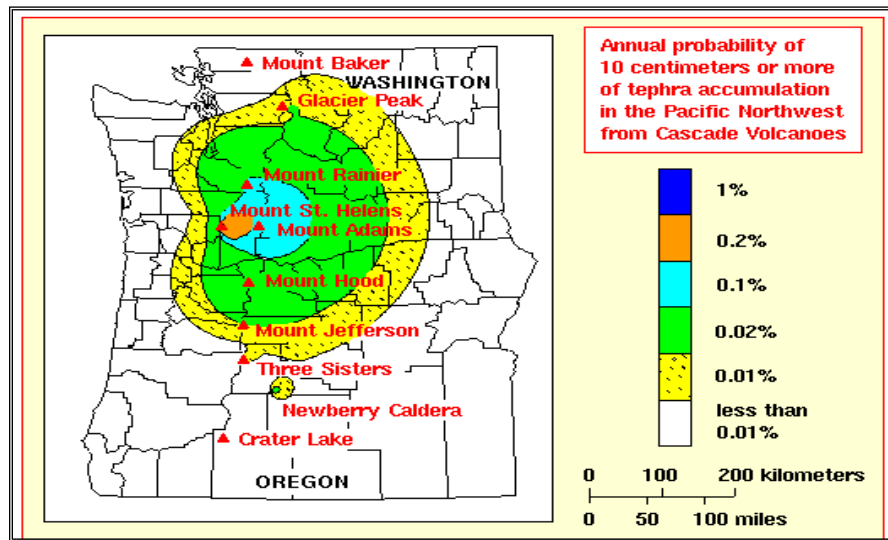 Mount Baker
WASHINGTON
Glacier Peak
Mount Rainier
Mount St. Helens
Mount Adams
Mount Hood
Mount Jefferson
Three Sisters
Newberry Caldera
Crater Lake
OREGON
Annual probability of
10 centimeters or more
of tephra accumulation
in the Pacific Northwest
from Cascade Volcanoes
1%
0.2%
0.1%
0.02%
0.01%
less than
0.01%
0 100 200 kilometers
0 50 100 miles